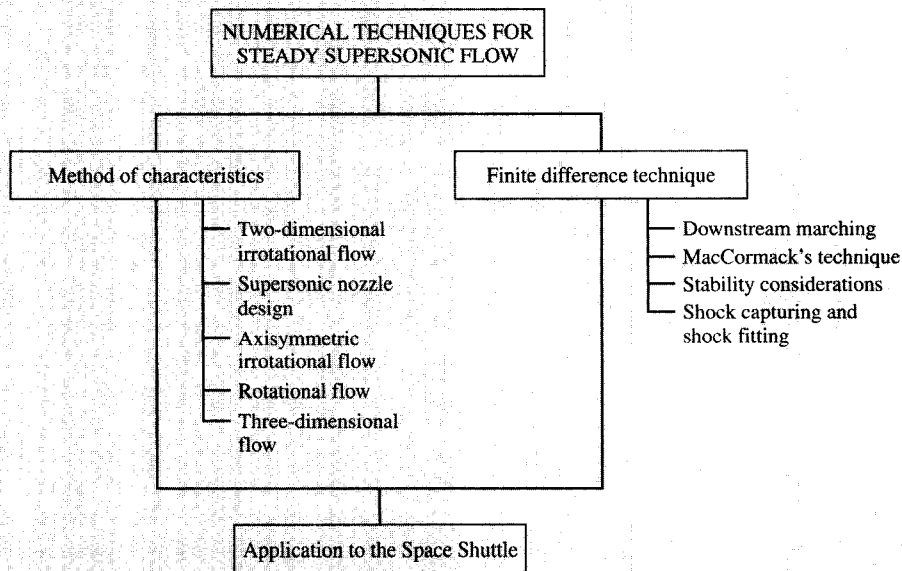 NUMERICAL TECHNIQUES FOR
STEADY SUPERSONIC FLOW
Method of characteristics
Two-dimensional
irrotational flow
Supersonic nozzle
design
Axisymmetric
irrotational flow
Rotational flow
Three-dimensional
flow
Finite difference technique
Downstream marching
MacCormack's technique
Stability considerations
Shock capturing and
shock fitting
Application to the Space Shuttle